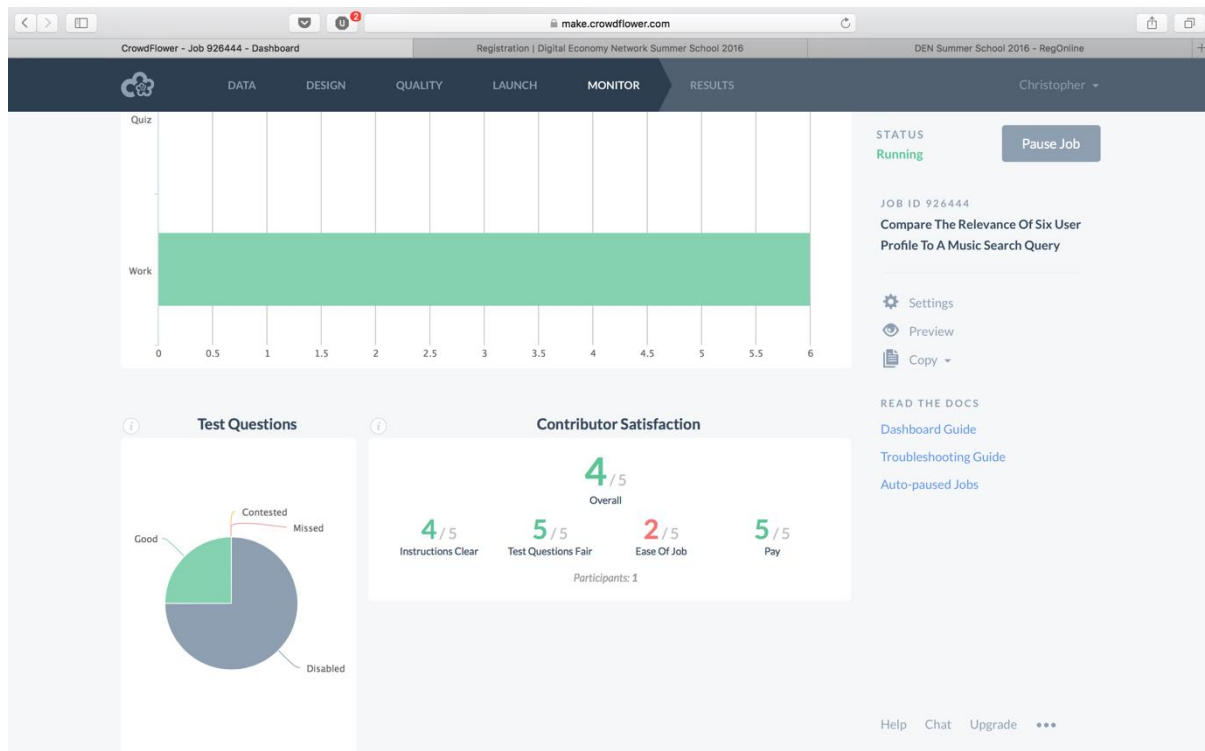 2
make.crowdflower.com
CrowdFlower - Job 926444 - Dashboard
Registration | Digital Economy Network Summer School 2016
DEN Summer School 2016 - RegOnline
DATA DESIGN QUALITY LAUNCH MONITOR RESULTS
Christopher
Quiz
Work
0 0.5 1 1.5 2 2.5 3 3.5 4 4.5 5 5.5 6
STATUS
Running
Pause Job
JOB ID 926444
Compare The Relevance Of Six User
Profile To A Music Search Query
Settings
Preview
Copy
READ THE DOCS
Dashboard Guide
Troubleshooting Guide
Auto-paused Jobs
i Test Questions
Contested
Missed
Good
Disabled
i Contributor Satisfaction
4 / 5
Overall
4 / 5 5 / 5 2 / 5 5 / 5
Instructions Clear Test Questions Fair Ease Of Job Pay
Participants: 1
Help Chat Upgrade •••